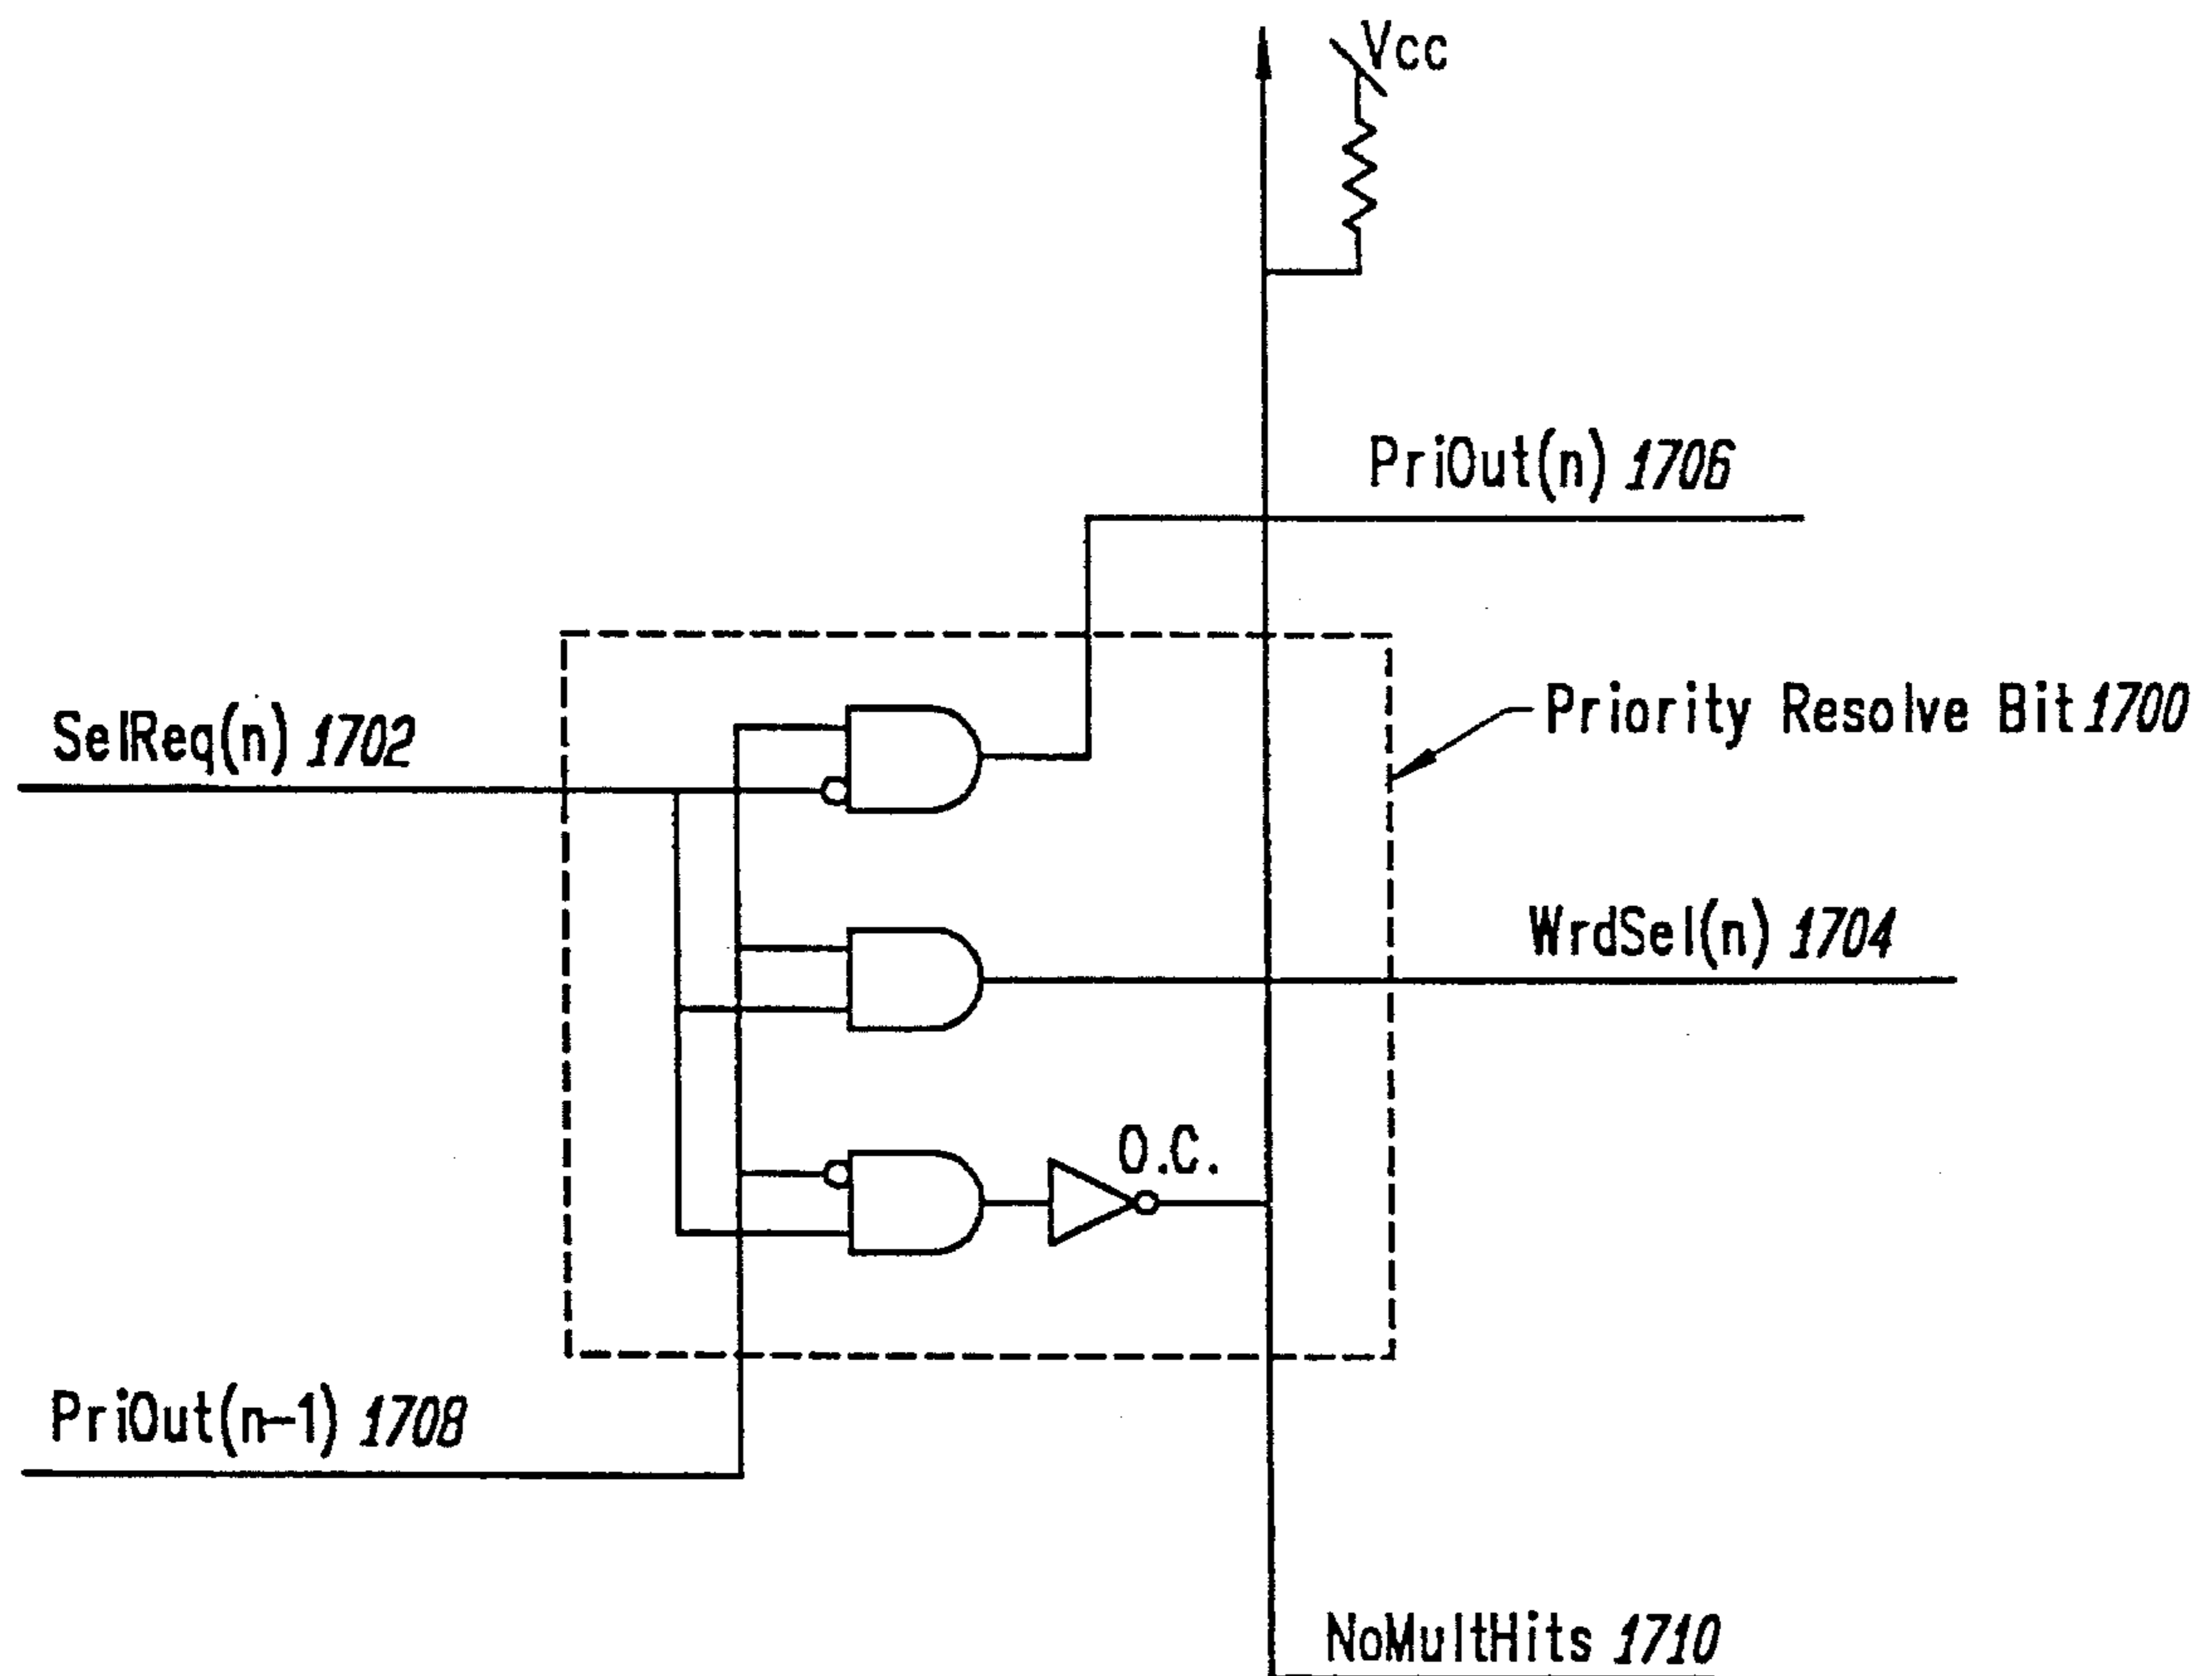 Vcc
PriOut(n) 1706
SelReq(n) 1702
Priority Resolve Bit 1700
WrdSel(n) 1704
O.C.
PriOut(n-1) 1708
NoMultHits 1710